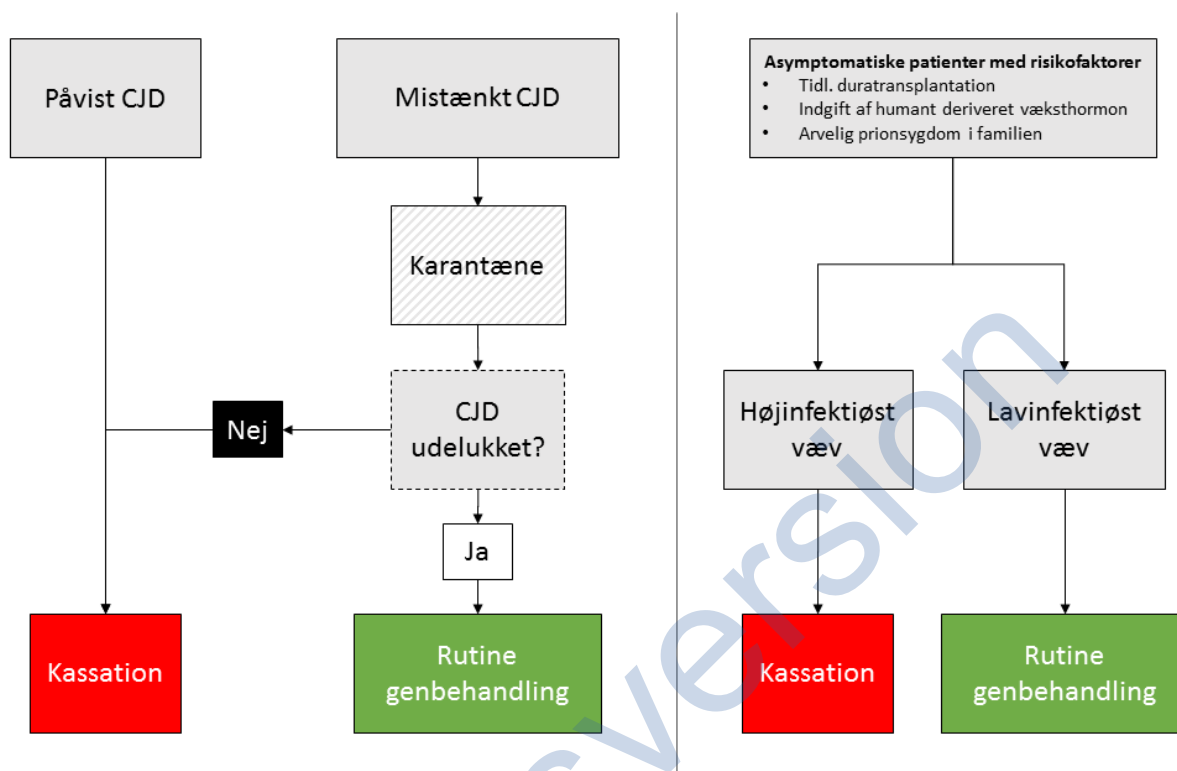 Påvist CJD
Mistænkt CJD
Karantæne
CJD
udelukket?
Nej
Ja
Kassation
Rutine
genbehandling
Asymptomatiske patienter med risikofaktorer
• Tidl. duratransplantation
• Indgift af humant deriveret væksthormon
• Arvelig prionsygdom i familien
Højinfektiøst
væv
Lavinfektiøst
væv
Kassation
Rutine
genbehandling
sversion